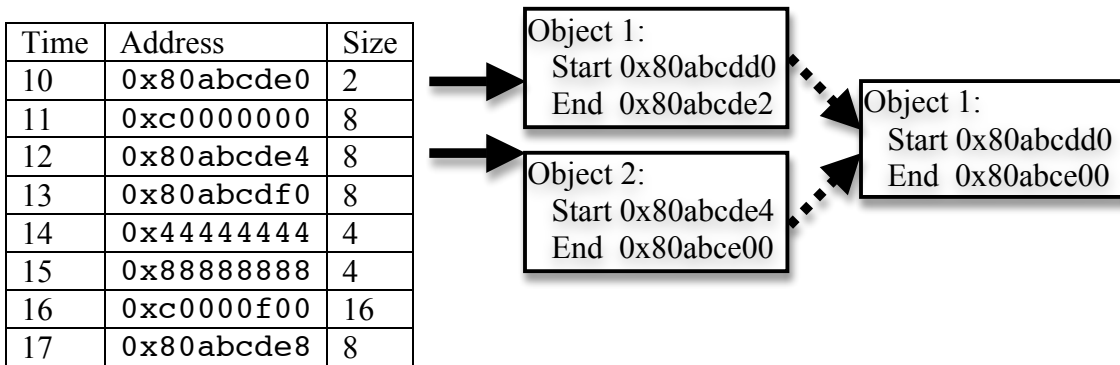 Time Address Size
10 0x80abcde0 2
11 0xc0000000 8
12 0x80abcde4 8
13 0x80abcdf0 8
14 0x44444444 4
15 0x88888888 4
16 0xc0000f00 16
17 0x80abcde8 8
Object 1:
Start 0x80abcdd0
End 0x80abcde2
Object 2:
Start 0x80abcde4
End 0x80abce00
Object 1:
Start 0x80abcdd0
End 0x80abce00